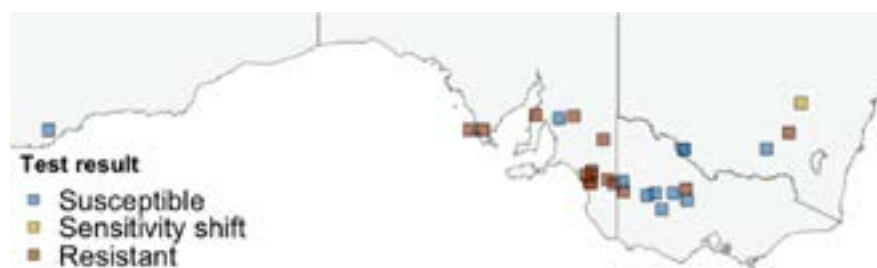 Test result
Susceptible
Sensitivity shift
Resistant